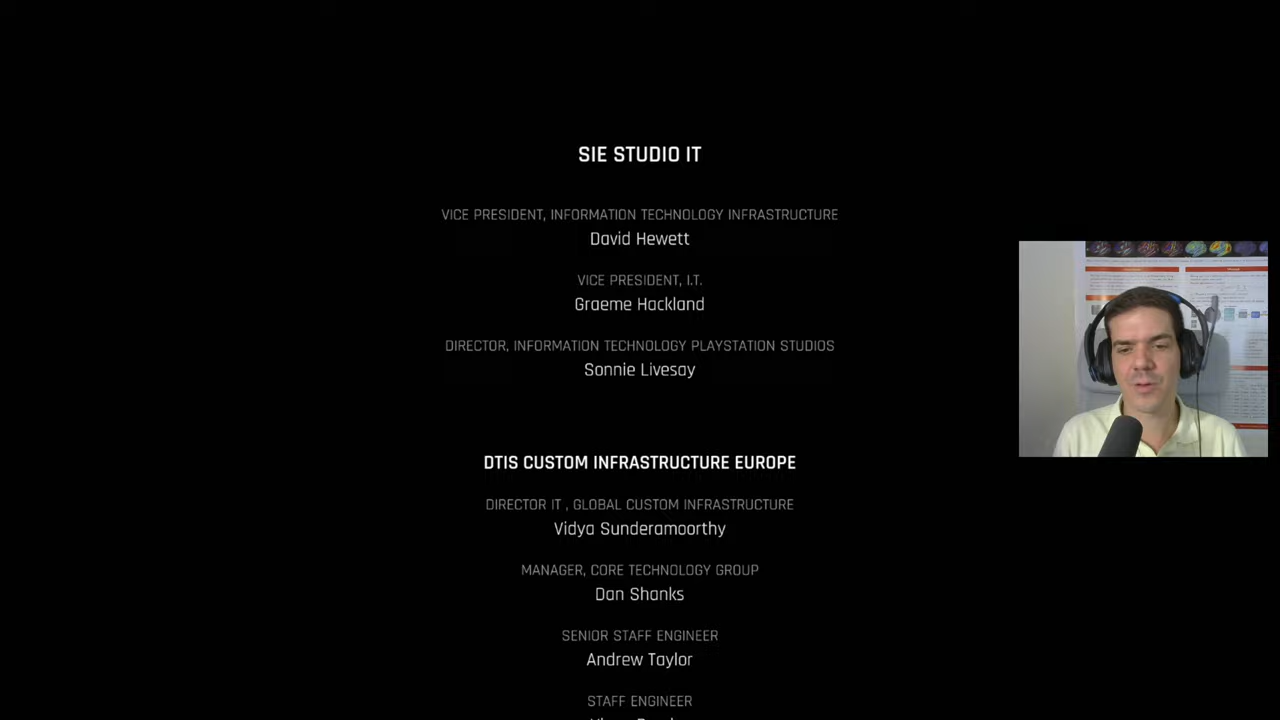 SIE STUDIO IT
VICE PRESIDENT, INFORMATION TECHNOLOGY INFRASTRUCTURE
David Hewett
VICE PRESIDENT, I.T.
Graeme Hackland
DIRECTOR, INFORMATION TECHNOLOGY PLAYSTATION STUDIOS
Sonnie Livesay
DTIS CUSTOM INFRASTRUCTURE EUROPE
DIRECTOR IT , GLOBAL CUSTOM INFRASTRUCTURE
Vidya Sunderamoorthy
MANAGER, CORE TECHNOLOGY GROUP
Dan Shanks
SENIOR STAFF ENGINEER
Andrew Taylor
STAFF ENGINEER